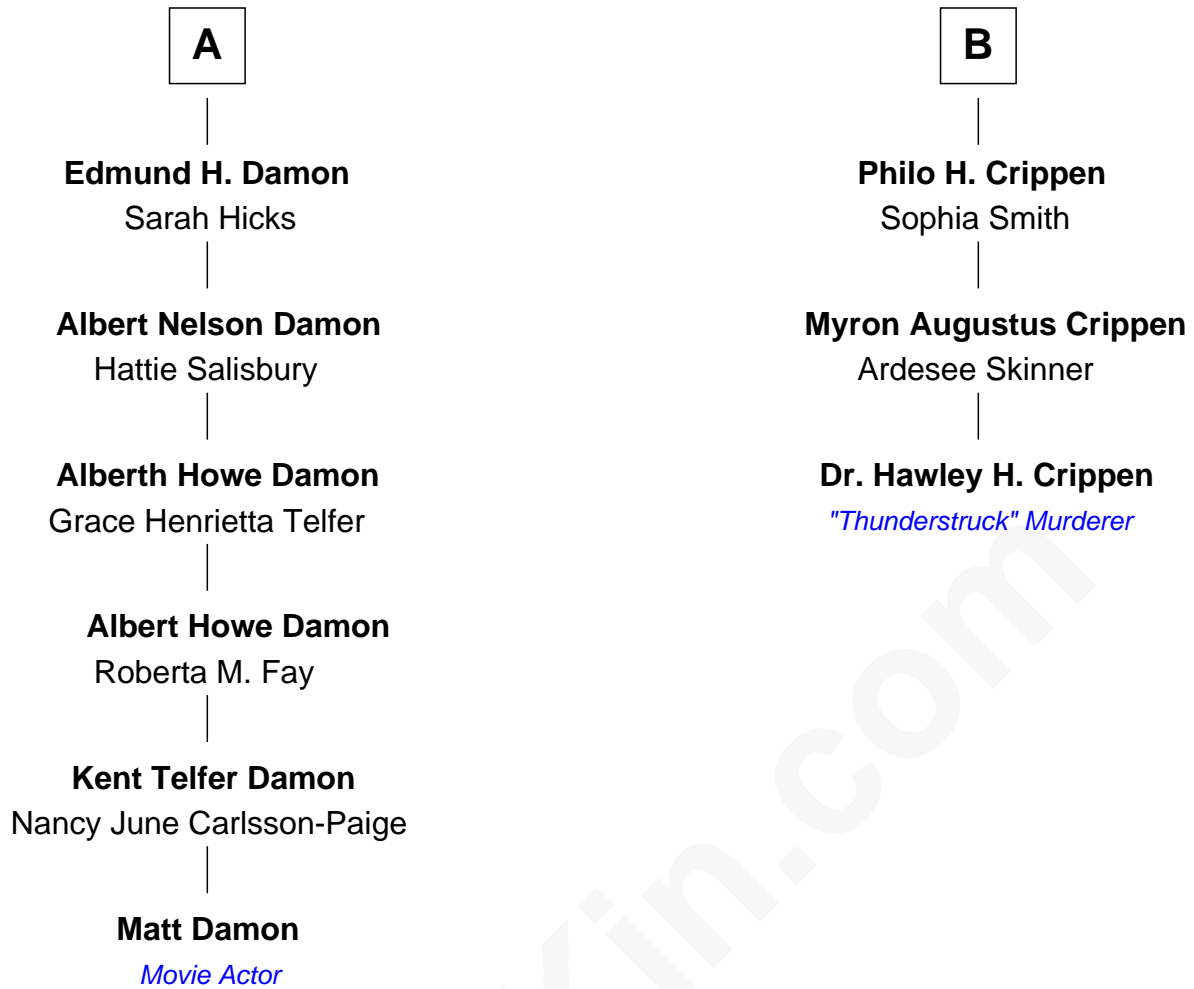 A
Edmund H. Damon
Sarah Hicks
Albert Nelson Damon
Hattie Salisbury
Alberth Howe Damon
Grace Henrietta Telfer
Albert Howe Damon
Roberta M. Fay
Kent Telfer Damon
Nancy June Carlsson-Paige
Matt Damon
Movie Actor
B
Philo H. Crippen
Sophia Smith
Myron Augustus Crippen
Ardesee Skinner
Dr. Hawley H. Crippen
"Thunderstruck" Murderer
Kin.com